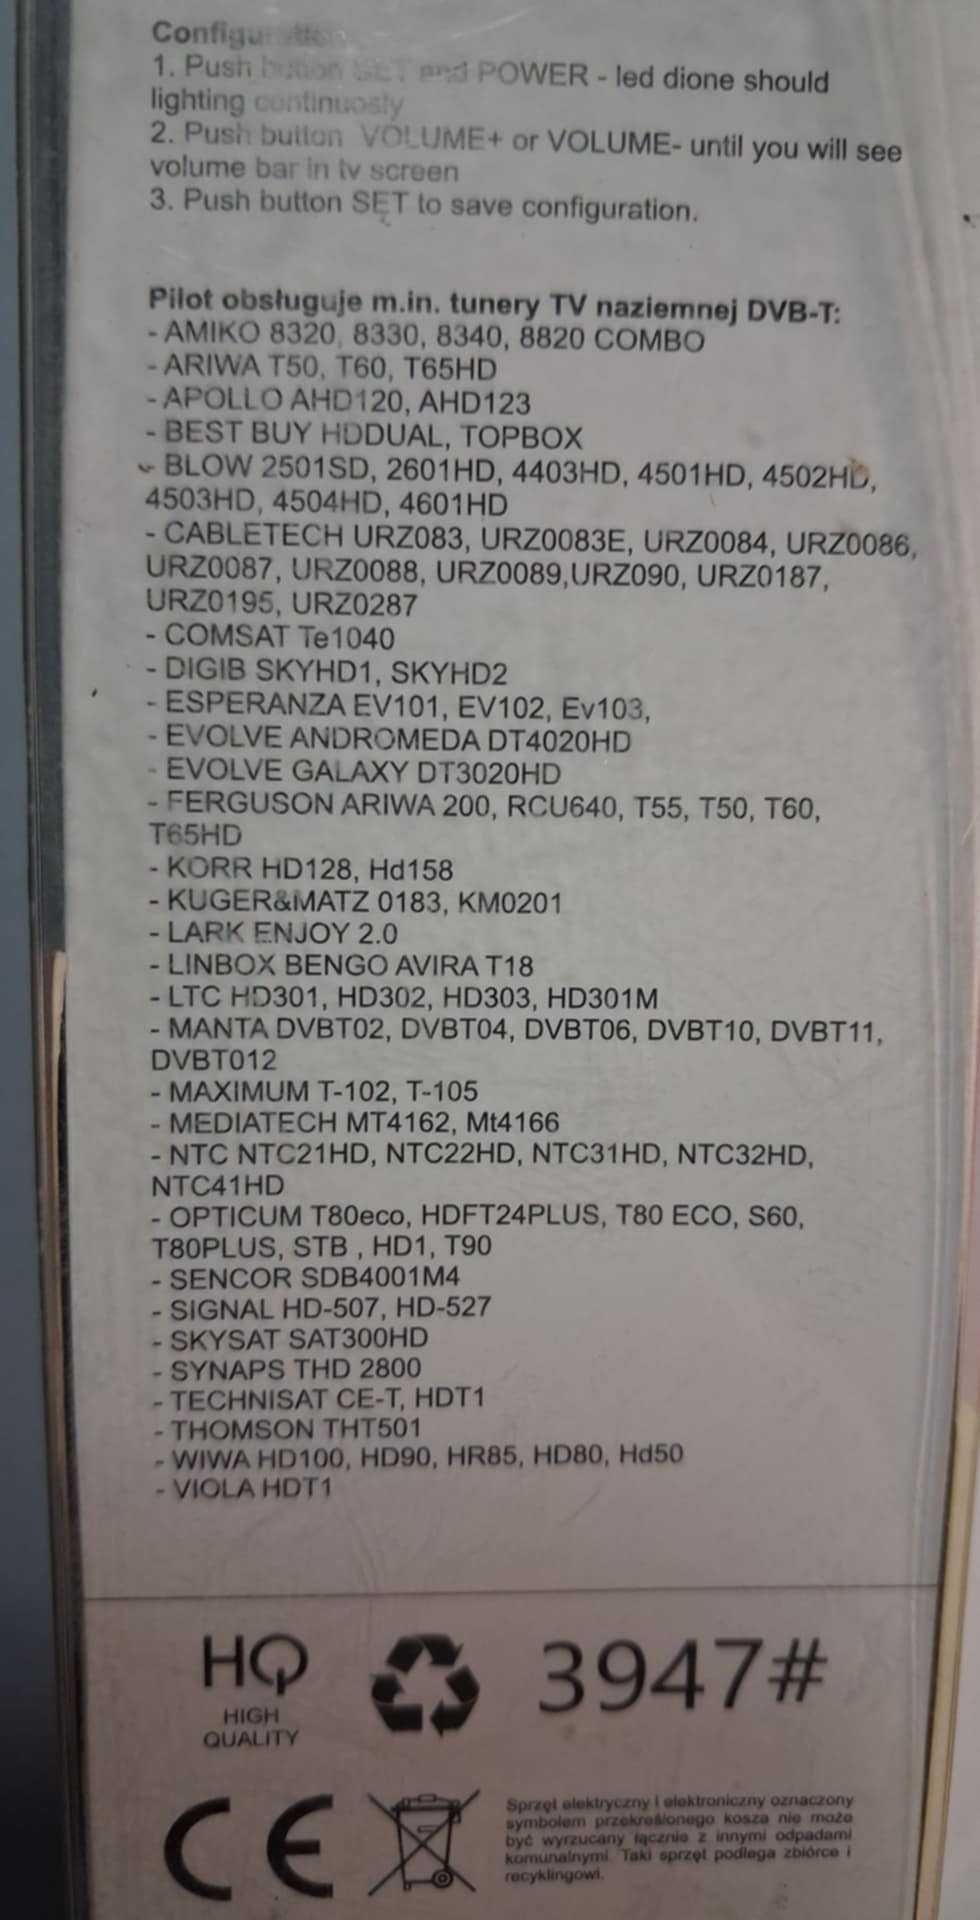 Configuration
1. Push button SET and POWER - led dione should
lighting continuosly
2. Push button VOLUME+ or VOLUME- until you will see
volume bar in tv screen
3. Push button SET to save configuration.
Pilot obsługuje m.in. tunery TV naziemnej DVB-T:
- AMIKO 8320, 8330, 8340, 8820 COMBO
- ARIWA T50, T60, T65HD
- APOLLO AHD120, AHD123
- BEST BUY HDDUAL, TOPBOX
- BLOW 2501SD, 2601HD, 4403HD, 4501HD, 4502HD,
4503HD, 4504HD, 4601HD
- CABLETECH URZ083, URZ0083E, URZ0084, URZ0086,
URZ0087, URZ0088, URZ0089,URZ090, URZ0187,
URZ0195, URZ0287
- COMSAT Te1040
- DIGIB SKYHD1, SKYHD2
- ESPERANZA EV101, EV102, Ev103,
- EVOLVE ANDROMEDA DT4020HD
- EVOLVE GALAXY DT3020HD
- FERGUSON ARIWA 200, RCU640, T55, T50, T60,
T65HD
- KORR HD128, Hd158
- KUGER&MATZ 0183, KM0201
- LARK ENJOY 2.0
- LINBOX BENGO AVIRA T18
- LTC HD301, HD302, HD303, HD301M
- MANTA DVBT02, DVBT04, DVBT06, DVBT10, DVBT11,
DVBT012
- MAXIMUM T-102, T-105
- MEDIATECH MT4162, Mt4166
- NTC NTC21HD, NTC22HD, NTC31HD, NTC32HD,
NTC41HD
- OPTICUM T80eco, HDFT24PLUS, T80 ECO, S60,
T80PLUS, STB , HD1, T90
- SENCOR SDB4001M4
- SIGNAL HD-507, HD-527
- SKYSAT SAT300HD
- SYNAPS THD 2800
- TECHNISAT CE-T, HDT1
- THOMSON THT501
- WIWA HD100, HD90, HR85, HD80, Hd50
- VIOLA HDT1
HQ
HIGH
QUALITY
3947#
CE
Sprzęt elektryczny i elektroniczny oznaczony
symbolem przekreślonego kosza nie może
być wyrzucany łącznie z innymi odpadami
komunalnymi. Taki sprzęt podlega zbiórce i
recyklingowi.